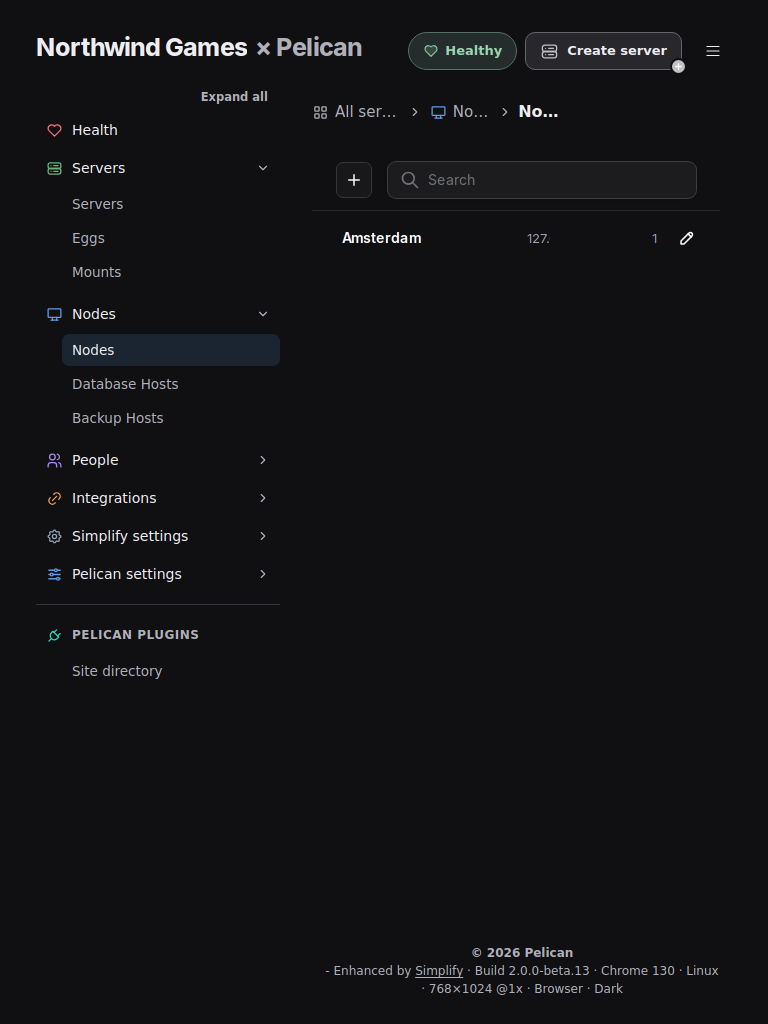 Northwind Games × Pelican
Healthy
Create server
Expand all
All ser… > No… > No…
Health
Servers
Servers
Eggs
Mounts
Nodes
Nodes
Database Hosts
Backup Hosts
People
Integrations
Simplify settings
Pelican settings
PELICAN PLUGINS
Site directory
Search
Amsterdam 127. 1
© 2026 Pelican
- Enhanced by Simplify · Build 2.0.0-beta.13 · Chrome 130 · Linux
· 768×1024 @1x · Browser · Dark